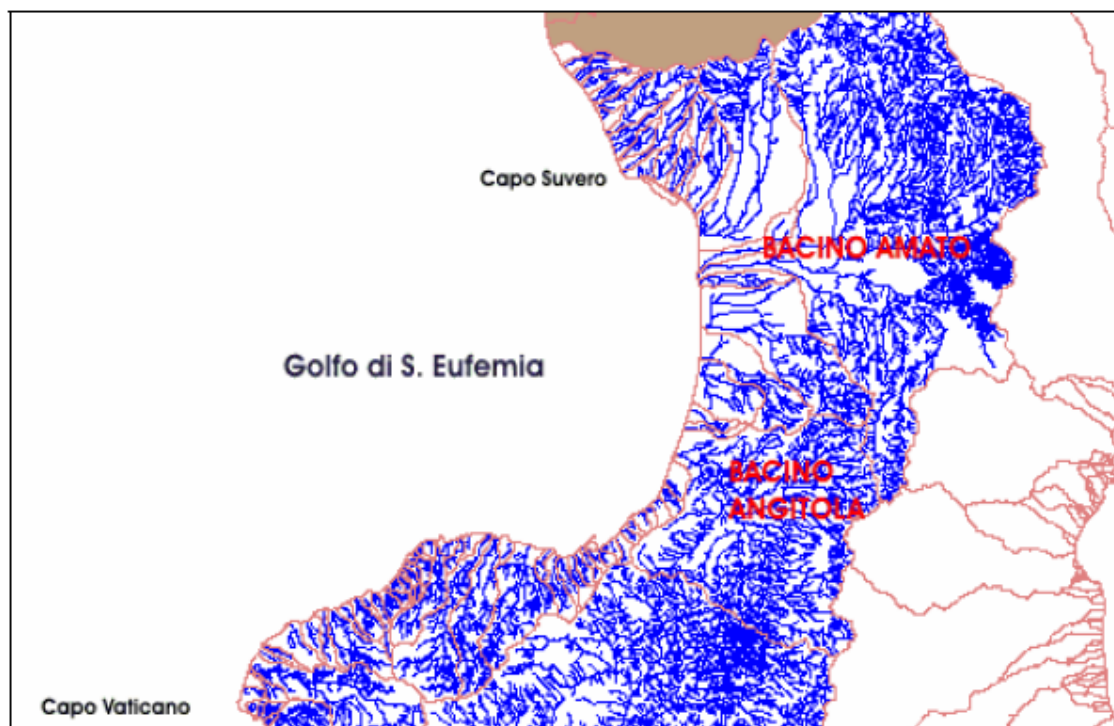 Capo Suvero
BACINO AMATO
Golfo di S. Eufemia
BACINO
ANGITOLA
Capo Vaticano